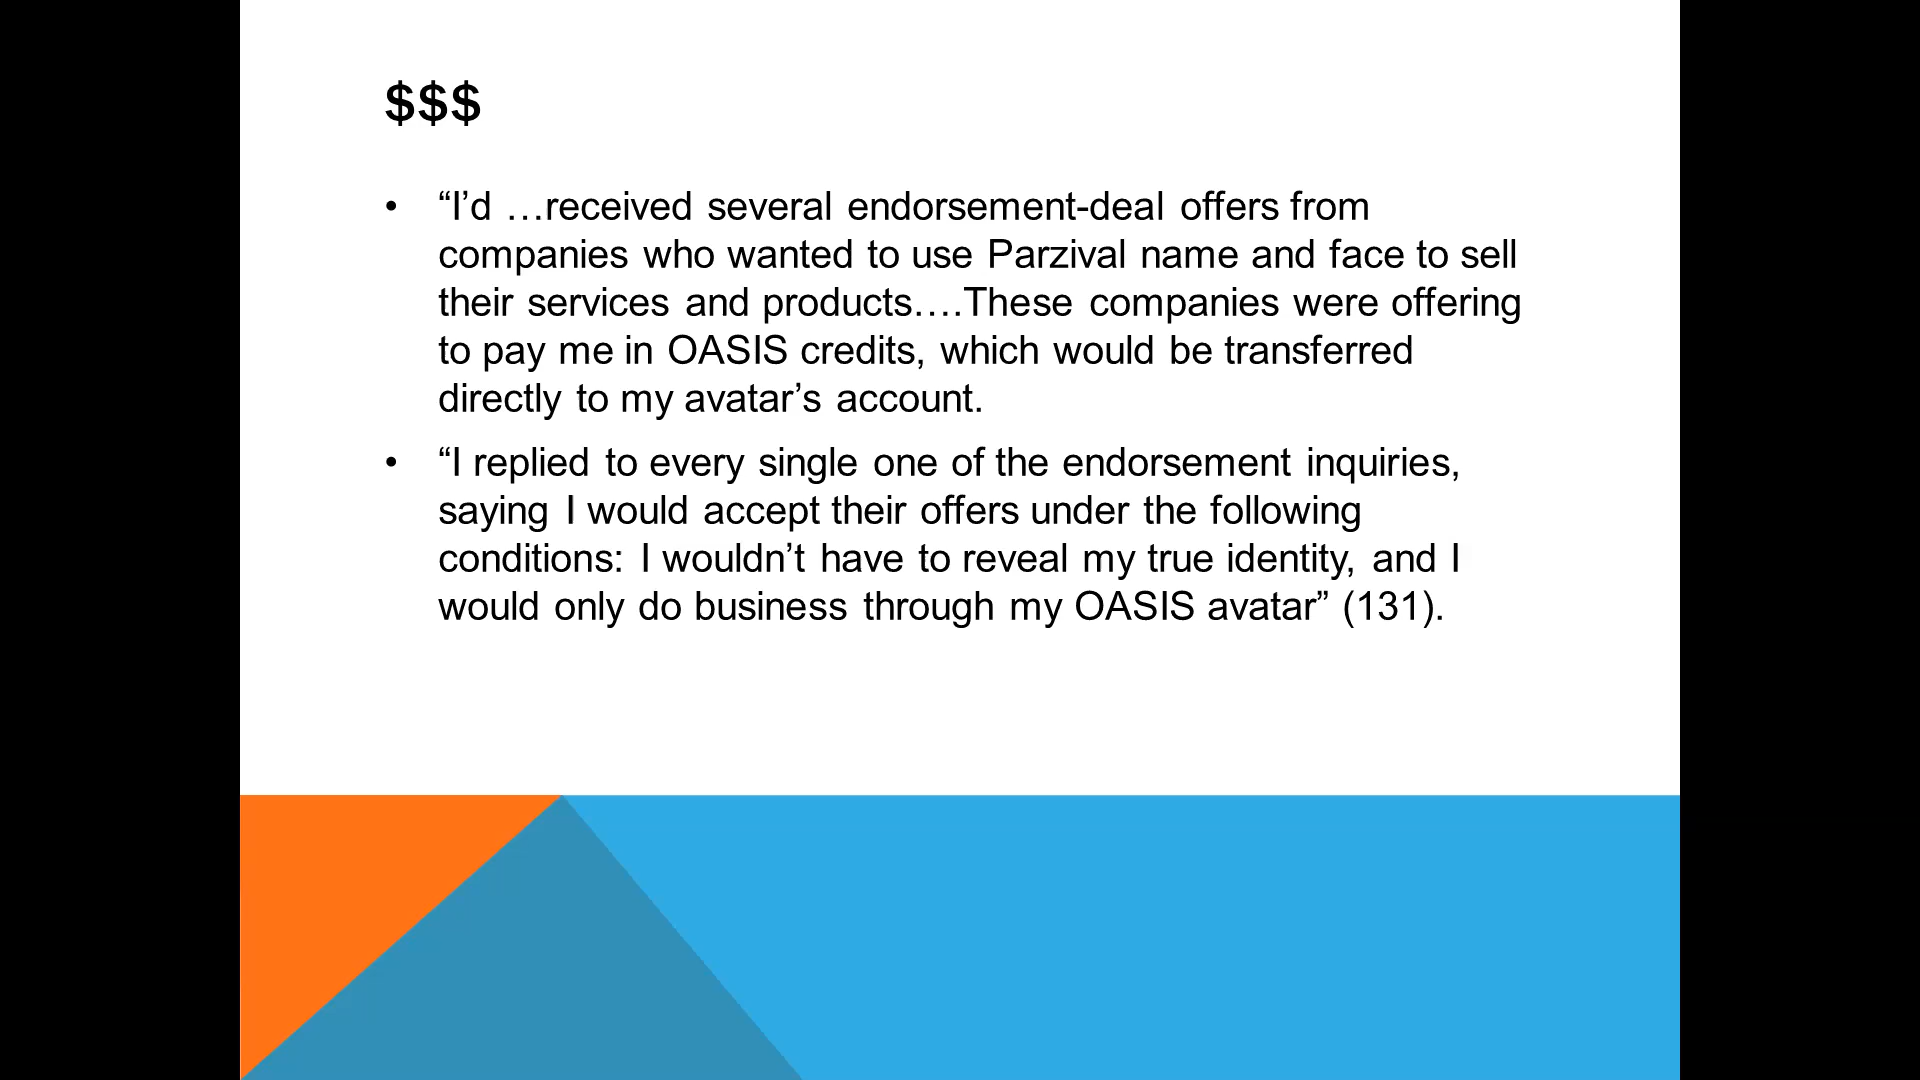 $$$
• “I’d …received several endorsement-deal offers from
companies who wanted to use Parzival name and face to sell
their services and products….These companies were offering
to pay me in OASIS credits, which would be transferred
directly to my avatar’s account.
• “I replied to every single one of the endorsement inquiries,
saying I would accept their offers under the following
conditions: I wouldn’t have to reveal my true identity, and I
would only do business through my OASIS avatar” (131).